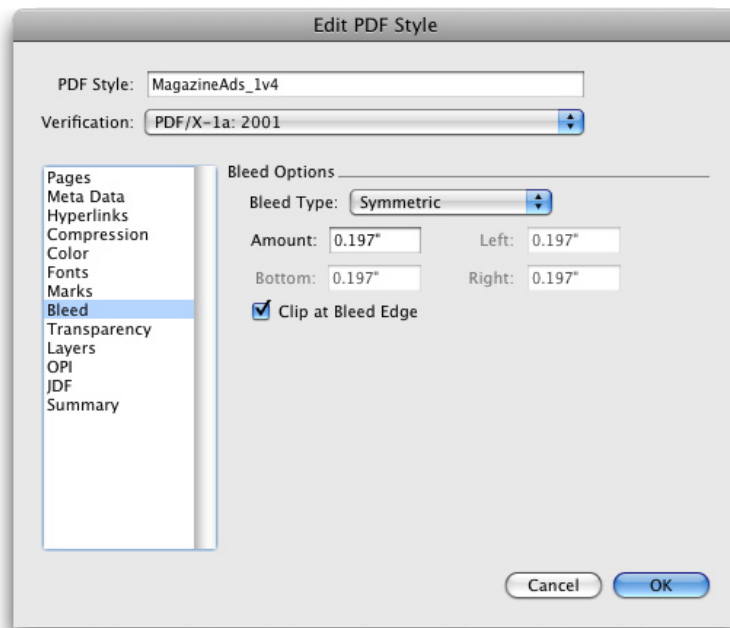 Edit PDF Style
PDF Style: MagazineAds_1v4
Verification: PDF/X-1a: 2001
Pages
Meta Data
Hyperlinks
Compression
Color
Fonts
Marks
Bleed
Transparency
Layers
OPI
JDF
Summary
Bleed Options
Bleed Type: Symmetric
Amount: 0.197" Left: 0.197"
Bottom: 0.197" Right: 0.197"
Clip at Bleed Edge
Cancel OK